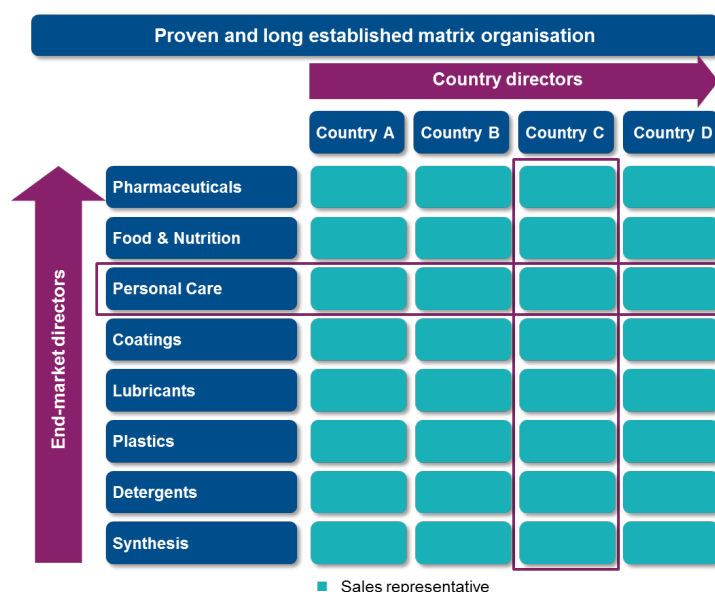 Proven and long established matrix organisation
Country directors
Country A
Country B
Country C
Country D
End-market directors
Pharmaceuticals
Food & Nutrition
Personal Care
Coatings
Lubricants
Plastics
Detergents
Synthesis
Sales representative